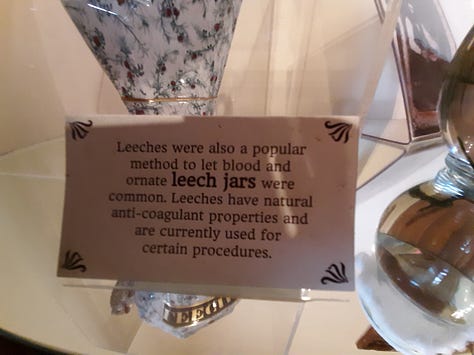 Leeches were also a popular
method to let blood and
ornate leech jars were
common. Leeches have natural
anti-coagulant properties and
are currently used for
certain procedures.